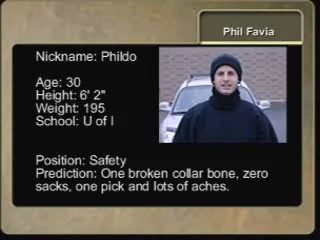 Phil Favia
Nickname: Phildo
Age: 30
Height: 6' 2"
Weight: 195
School: U of I
Position: Safety
Prediction: One broken collar bone, zero
sacks, one pick and lots of aches.